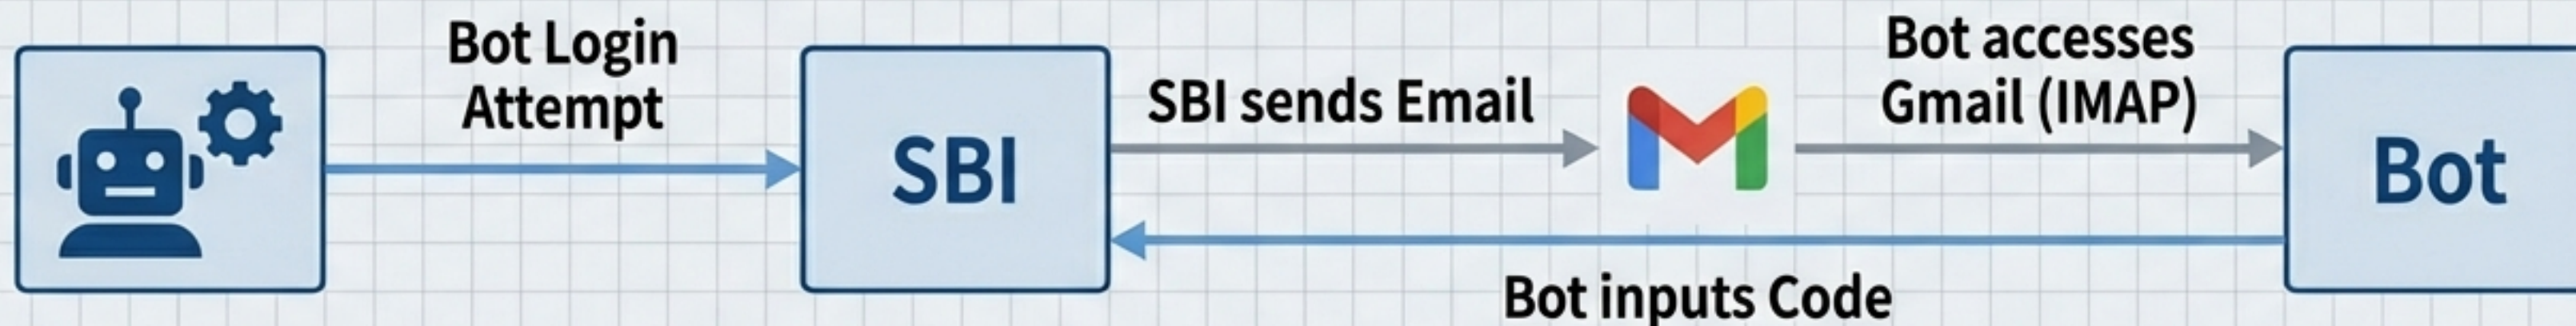 Bot Login
Attempt
SBI
SBI sends Email
Bot accesses
Gmail (IMAP)
Bot
Bot inputs Code